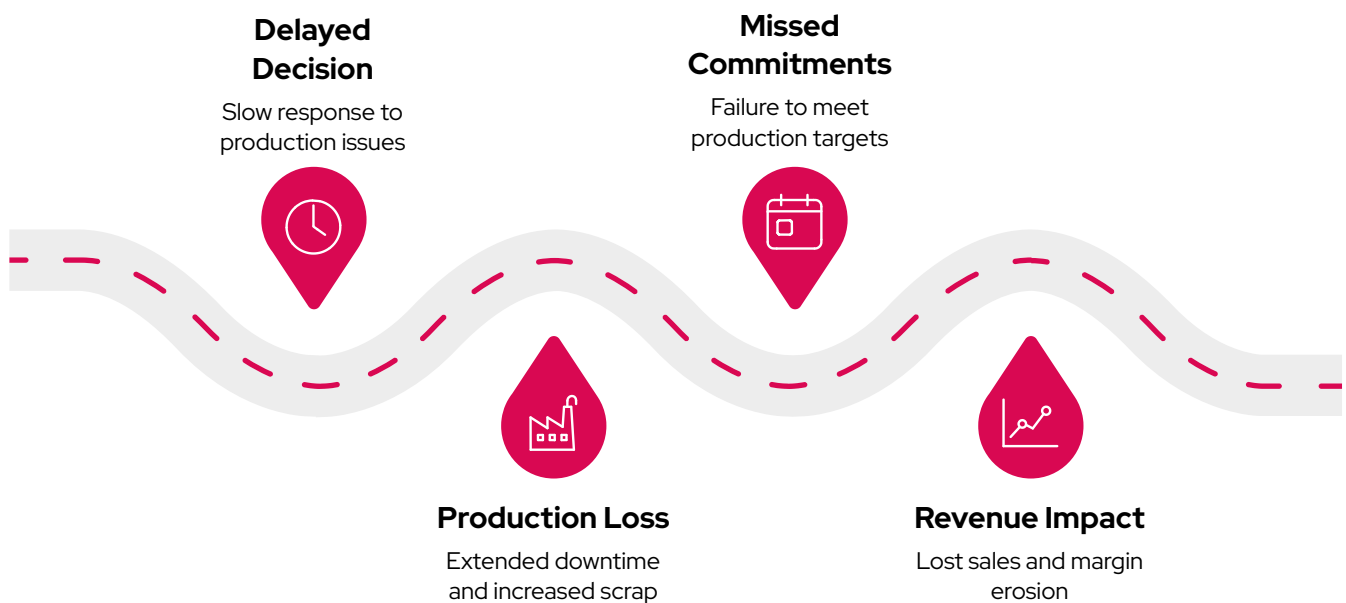 Delayed
Decision
Slow response to
production issues
Production Loss
Extended downtime
and increased scrap
Missed
Commitments
Failure to meet
production targets
Revenue Impact
Lost sales and margin
erosion